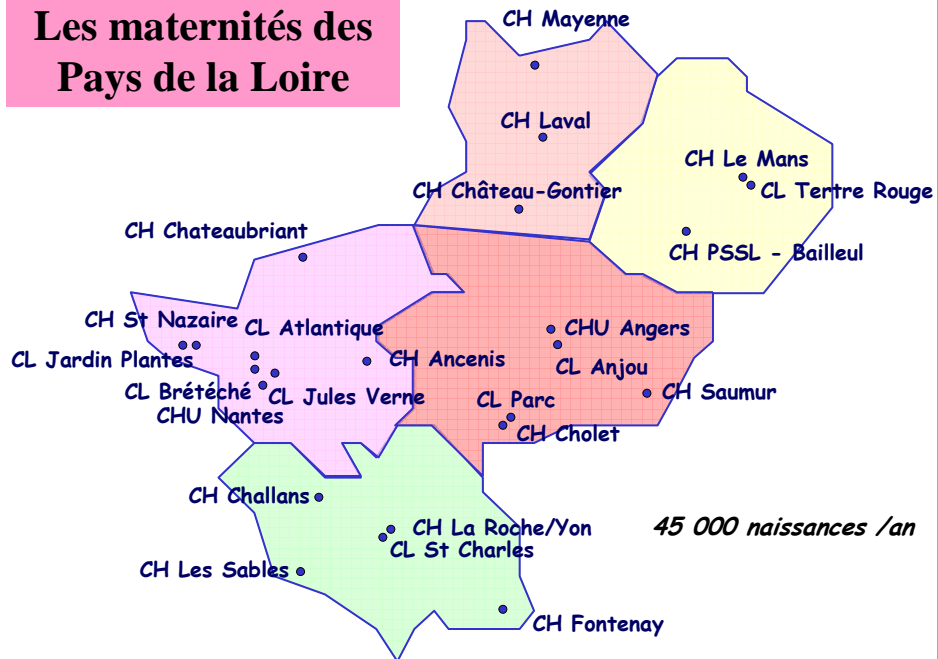 Les maternités des
Pays de la Loire
CH Mayenne
CH Laval
CH Château-Gontier
CH Le Mans
CL Tertre Rouge
CH PSSL - Bailleul
CH Chateaubriant
CH St Nazaire
CL Atlantique
CL Jardin Plantes
CH Ancenis
CL Brétéché
CL Jules Verne
CHU Nantes
CHU Angers
CL Anjou
CH Saumur
CL Parc
CH Cholet
CH Challans
CH La Roche/Yon
CL St Charles
CH Les Sables
CH Fontenay
45 000 naissances /an